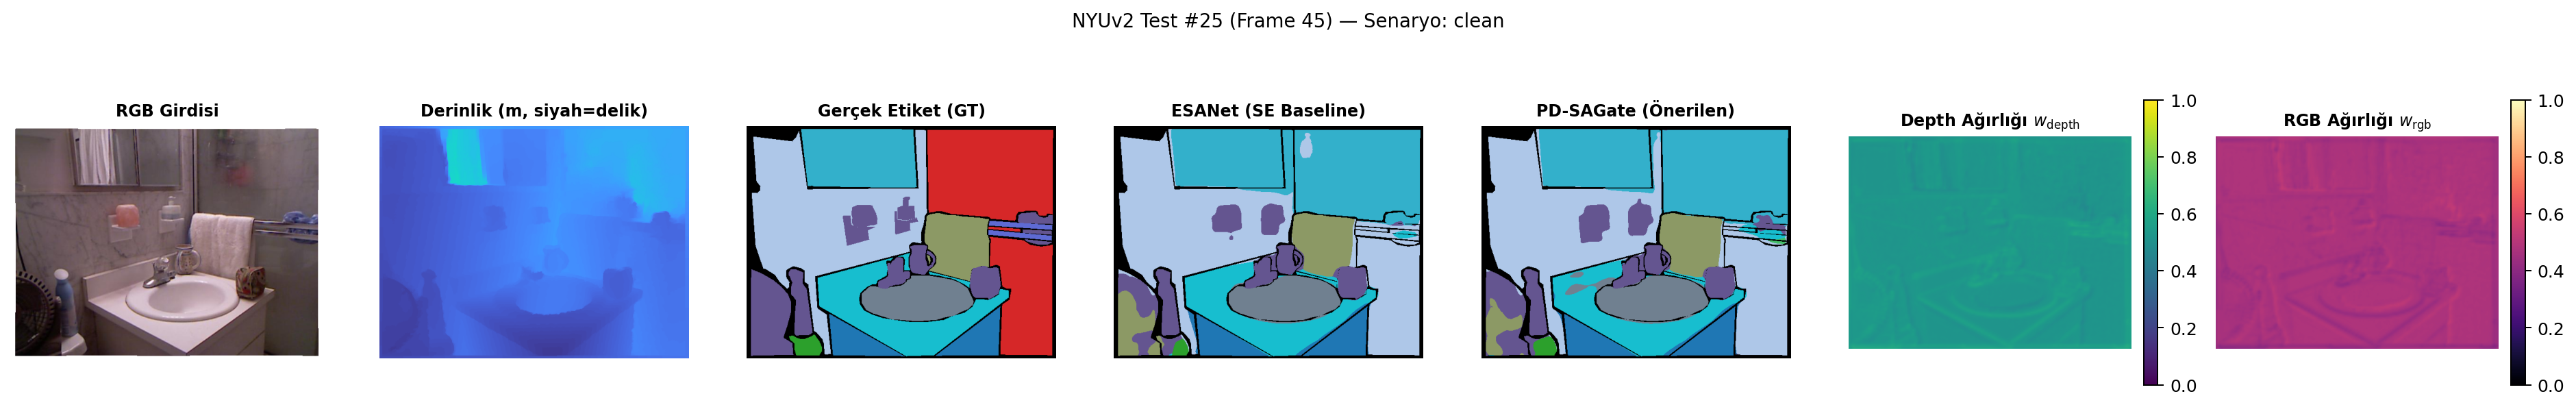 NYUv2 Test #25 (Frame 45) — Senaryo: clean
RGB Girdisi
Derinlik (m, siyah=delik)
Gerçek Etiket (GT)
ESANet (SE Baseline)
PD-SAGate (Önerilen)
Depth Ağırlığı w_depth
1.0
0.8
0.6
0.4
0.2
0.0
RGB Ağırlığı w_rgb
1.0
0.8
0.6
0.4
0.2
0.0